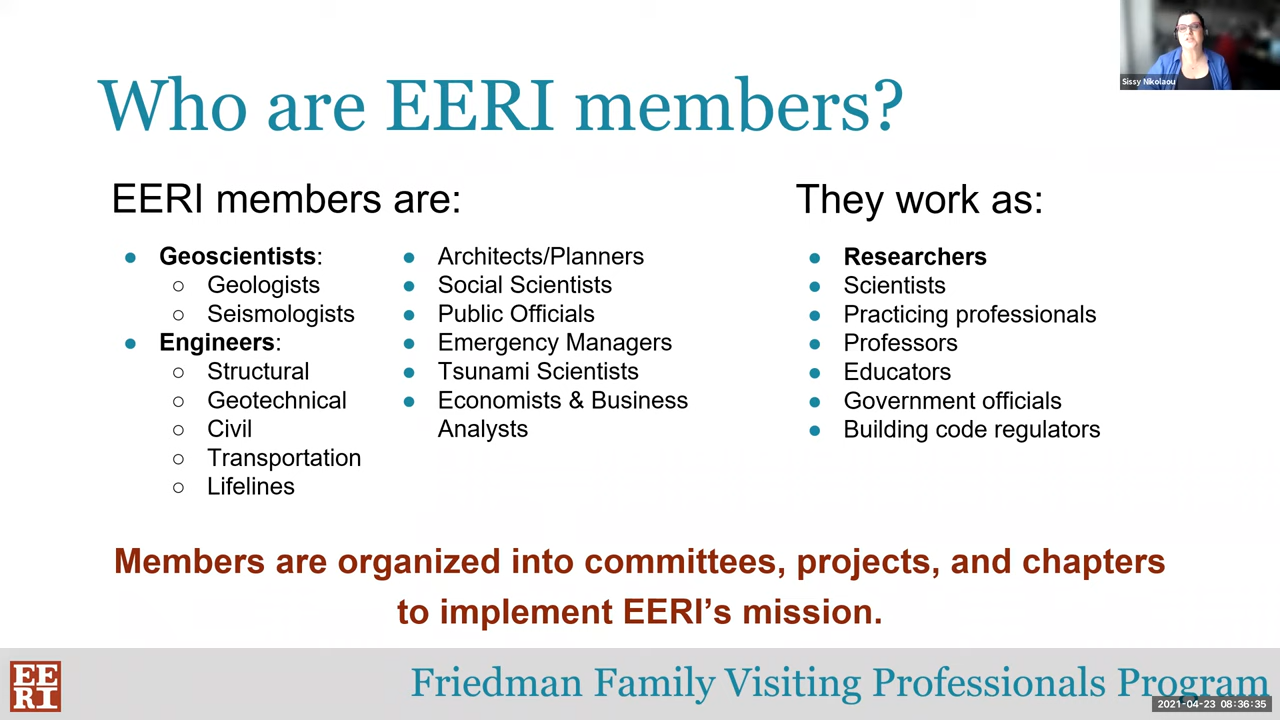 Sissy Nikolaou
Who are EERI members?
EERI members are:
● Geoscientists:
○ Geologists
○ Seismologists
● Engineers:
○ Structural
○ Geotechnical
○ Civil
○ Transportation
○ Lifelines
● Architects/Planners
● Social Scientists
● Public Officials
● Emergency Managers
● Tsunami Scientists
● Economists & Business
Analysts
They work as:
● Researchers
● Scientists
● Practicing professionals
● Professors
● Educators
● Government officials
● Building code regulators
Members are organized into committees, projects, and chapters
to implement EERI’s mission.
EE
RI
Friedman Family Visiting Professionals Program
2021-04-23 08:36:35